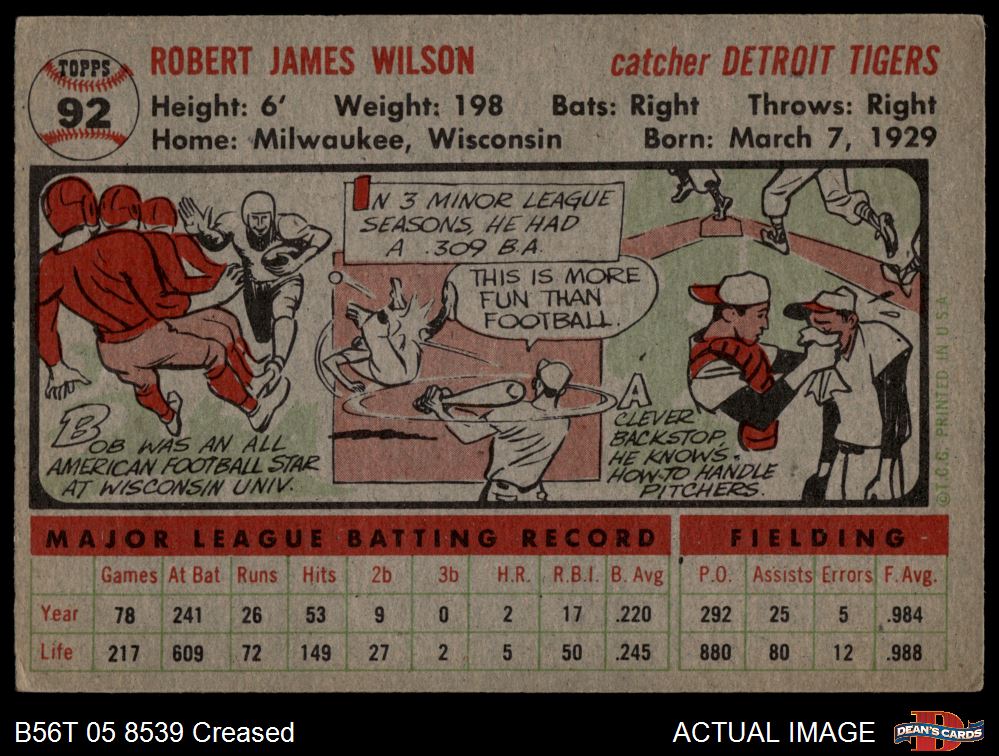 TOPPS
92
ROBERT JAMES WILSON catcher DETROIT TIGERS
Height: 6' Weight: 198 Bats: Right Throws: Right
Home: Milwaukee, Wisconsin Born: March 7, 1929
BOB WAS AN ALL
AMERICAN FOOTBALL STAR
AT WISCONSIN UNIV.
IN 3 MINOR LEAGUE
SEASONS, HE HAD
A .309 B.A.
THIS IS MORE
FUN THAN
FOOTBALL.
A
CLEVER
BACKSTOP,
HE KNOWS
HOW TO HANDLE
PITCHERS.
©T.C.G. PRINTED IN U.S.A.
MAJOR LEAGUE BATTING RECORD FIELDING
Games At Bat Runs Hits 2b 3b H.R. R.B.I. B. Avg P.O. Assists Errors F. Avg.
Year 78 241 26 53 9 0 2 17 .220 292 25 5 .984
Life 217 609 72 149 27 2 5 50 .245 880 80 12 .988
B56T 05 8539 Creased ACTUAL IMAGE
DEAN'S CARDS